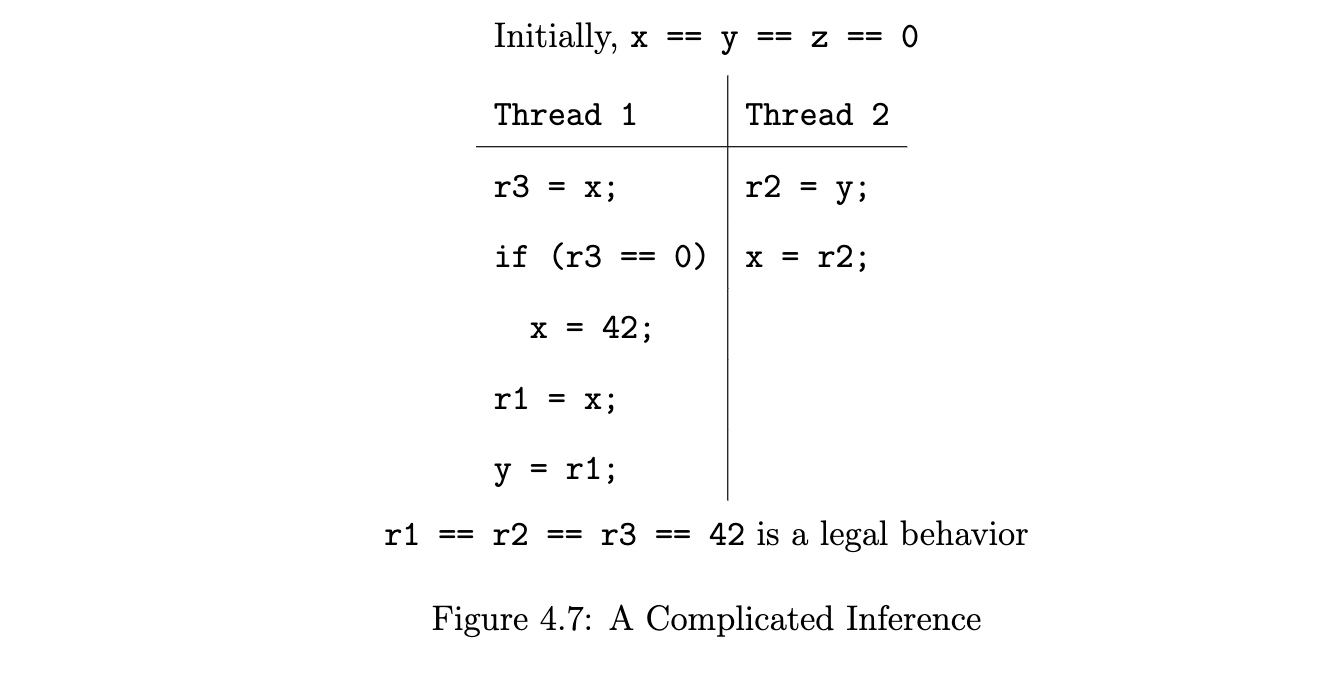 Initially, x == y == z == 0
Thread 1 Thread 2
r3 = x; r2 = y;
if (r3 == 0) x = r2;
x = 42;
r1 = x;
y = r1;
r1 == r2 == r3 == 42 is a legal behavior
Figure 4.7: A Complicated Inference